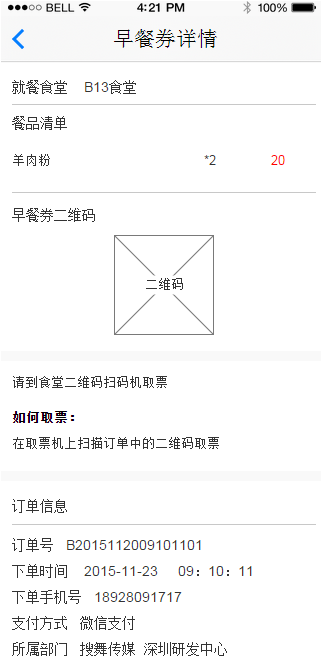 BELL 4:21 PM 100%
早餐券详情
就餐食堂 B13食堂
餐品清单
羊肉粉 *2 20
早餐券二维码
二维码
请到食堂二维码扫码机取票
如何取票：
在取票机上扫描订单中的二维码取票
订单信息
订单号 B2015112009101101
下单时间 2015-11-23 09：10：11
下单手机号 18928091717
支付方式 微信支付
所属部门 搜舞传媒 深圳研发中心